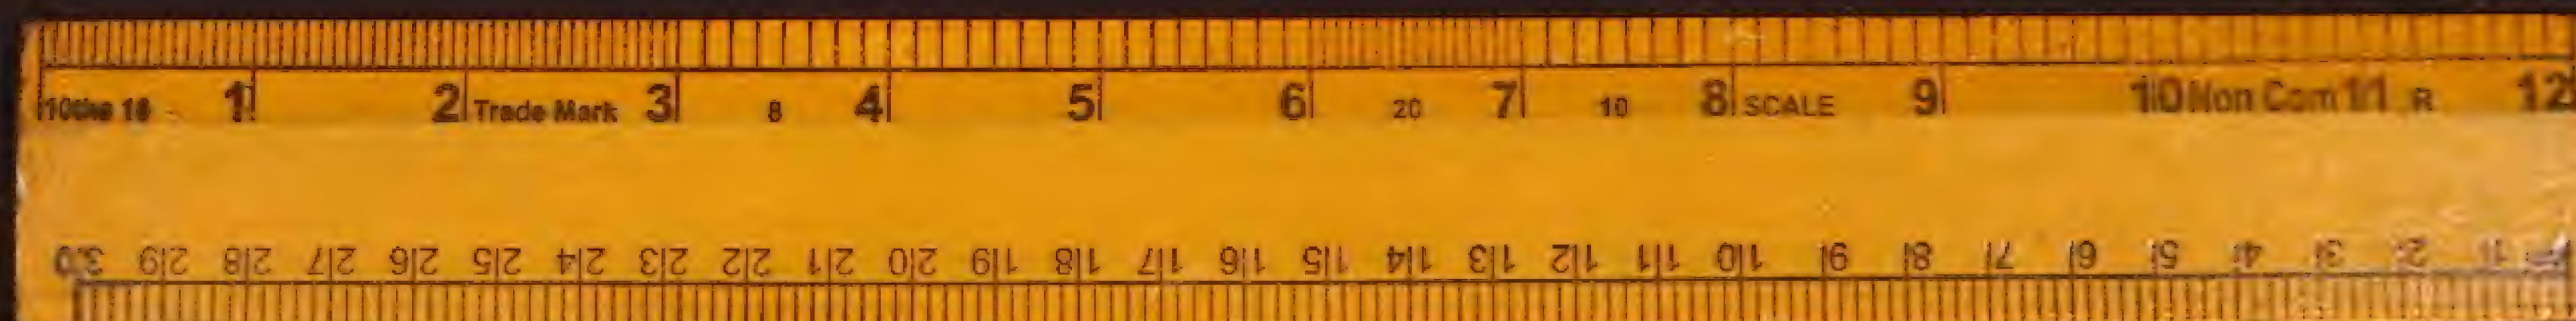 10ths 16 1 2 Trade Mark 3 8 4 5 6 20 7 10 8 SCALE 9 10 Non Com 11 R 12
30 29 28 27 26 25 24 23 22 21 20 19 18 17 16 15 14 13 12 11 10 9 8 7 6 5 4 3 2 1